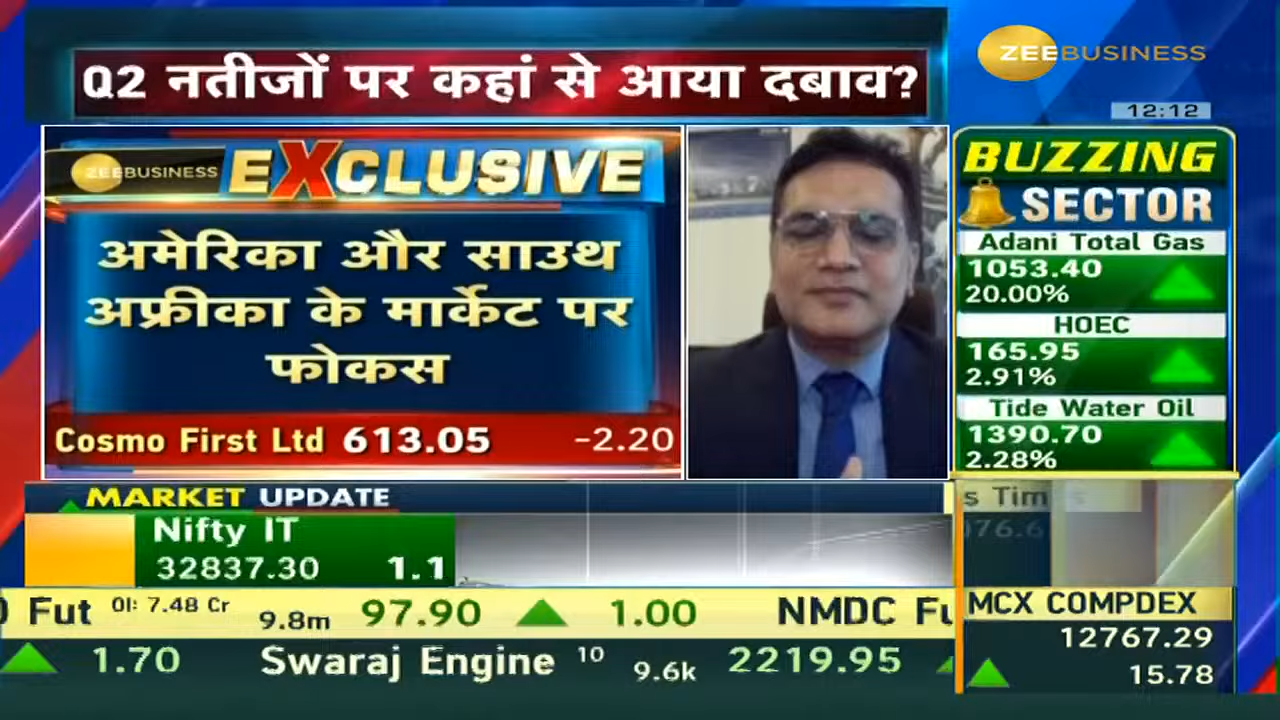 Q2 नतीजों पर कहां से आया दबाव?
ZEEBUSINESS
12:12
ZEEBUSINESS EXCLUSIVE
अमेरिका और साउथ
अफ्रीका के मार्केट पर
फोकस
Cosmo First Ltd 613.05 -2.20
BUZZING
SECTOR
Adani Total Gas
1053.40
20.00%
HOEC
165.95
2.91%
Tide Water Oil
1390.70
2.28%
MARKET UPDATE
Nifty IT
32837.30 1.1
Fut OI: 7.48 Cr 9.8m 97.90 1.00 NMDC
1.70 Swaraj Engine 10 9.6k 2219.95
MCX COMPDEX
12767.29
15.78